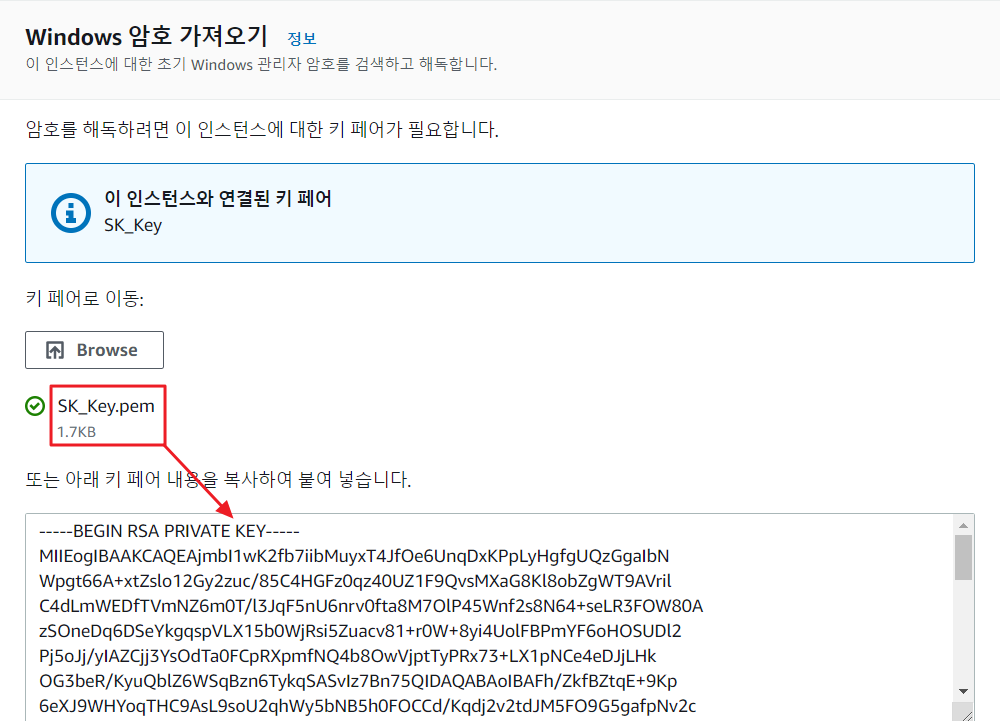 Windows 암호 가져오기 정보
이 인스턴스에 대한 초기 Windows 관리자 암호를 검색하고 해독합니다.
암호를 해독하려면 이 인스턴스에 대한 키 페어가 필요합니다.
이 인스턴스와 연결된 키 페어
SK_Key
키 페어로 이동:
Browse
SK_Key.pem
1.7KB
또는 아래 키 페어 내용을 복사하여 붙여 넣습니다.
-----BEGIN RSA PRIVATE KEY-----
MIIEogIBAAKCAQEAjmbI1wK2fb7iibMuyxT4JfOe6UnqDxKPpLyHgfgUQzGgaIbN
Wpgt66A+xtZslo12Gy2zuc/85C4HGFz0qz40UZ1F9QvsMXaG8Kl8obZgWT9AVril
C4dLmWEDfTVmNZ6m0T/l3JqF5nU6nrv0fta8M7OlP45Wnf2s8N64+seLR3FOW80A
zSOneDq6DSeYkgqspVLX15b0WjRsi5Zuacv81+r0W+8yi4UolFBPmYF6oHOSUDl2
Pj5oJj/yIAZCjj3YsOdTa0FCpRXpmfNQ4b8OwVjptTyPRx73+LX1pNCe4eDJjLHk
OG3beR/KyuQblZ6WSqBzn6TykqSASvIz7Bn75QIDAQABAoIBAFh/ZkfBZtqE+9Kp
6eXJ9WHYoqTHC9AsL9soU2qhWy5bNB5h0FOCCd/Kqdj2v2tdJM5FO9G5gafpNv2c